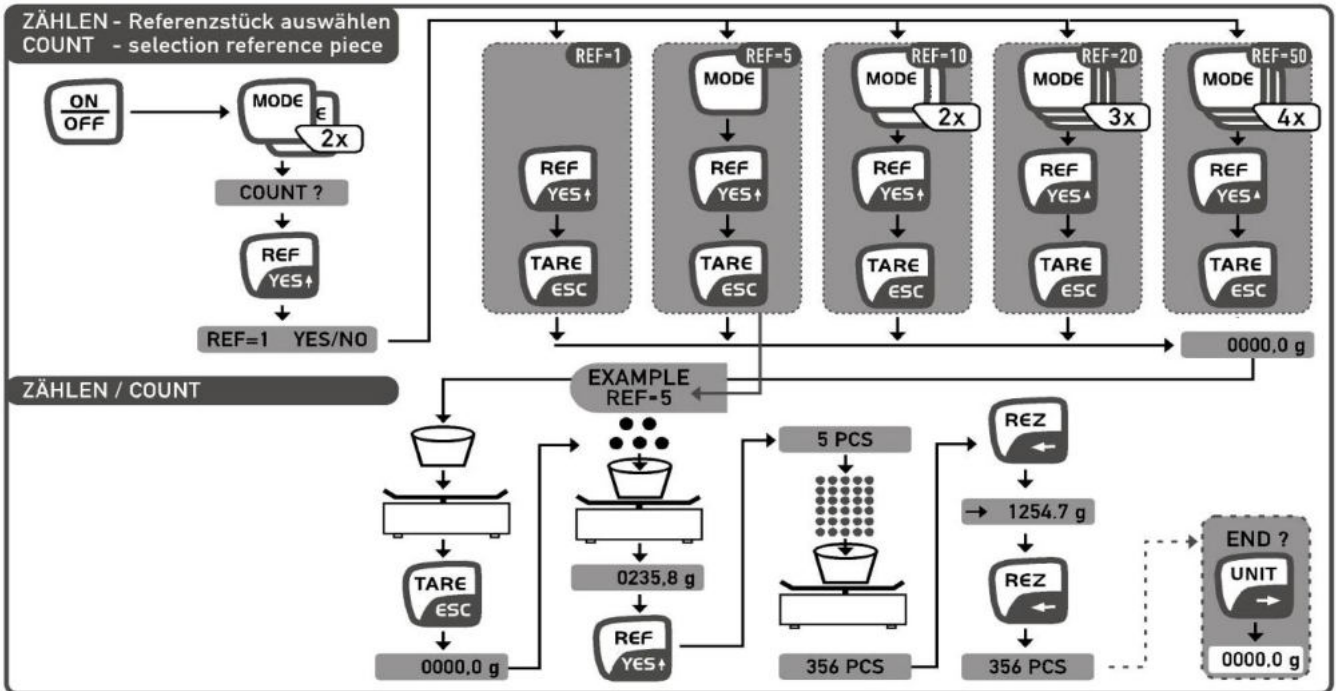 ZÄHLEN - Referenzstück auswählen
COUNT - selection reference piece
ON
OFF
MODE
E
2x
COUNT ?
REF
YES↑
REF=1 YES/NO
REF=1
REF
YES↑
TARE
ESC
REF=5
MODE
REF
YES↑
TARE
ESC
REF=10
MODE
2x
REF
YES↑
TARE
ESC
REF=20
MODE
3x
REF
YES▲
TARE
ESC
REF=50
MODE
4x
REF
YES▲
TARE
ESC
0000,0 g
ZÄHLEN / COUNT
TARE
ESC
0000,0 g
EXAMPLE
REF=5
0235,8 g
REF
YES↑
5 PCS
356 PCS
REZ
←
→ 1254.7 g
REZ
←
356 PCS
END ?
UNIT
→
0000,0 g